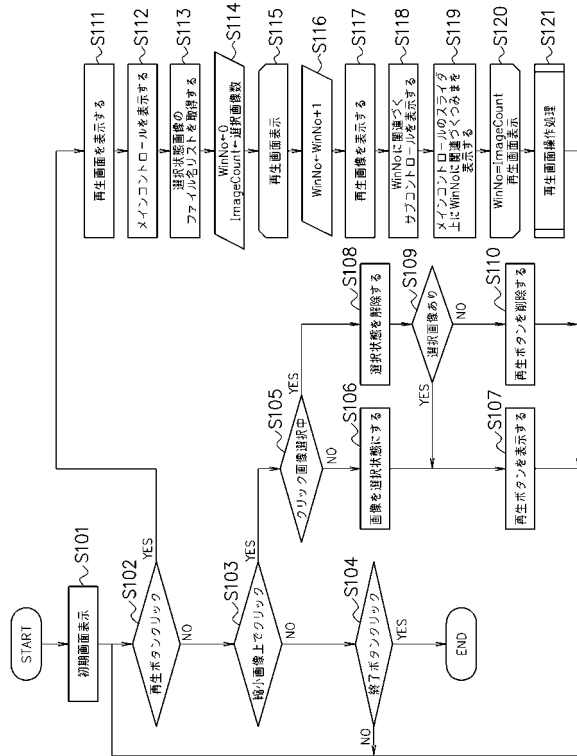 START
S101
初期画面表示
S102
再生ボタンクリック
YES
NO
S103
縮小画像上でクリック
YES
NO
S104
終了ボタンクリック
NO
YES
END
S105
クリック画像選択中
YES
NO
S106
画像を選択状態にする
S107
再生ボタンを表示する
S108
選択状態を解除する
S109
選択画像あり
YES
NO
S110
再生ボタンを削除する
S111
再生画面を表示する
S112
メインコントロールを表示する
S113
選択状態画像の
ファイル名リストを取得する
S114
WinNo←0
ImageCount←選択画像数
S115
再生画面表示
S116
WinNo←WinNo+1
S117
再生画像を表示する
S118
WinNoに関連づく
サブコントロールを表示する
S119
メインコントロールのスライダ
上にWinNoに関連づくつまみを
表示する
S120
WinNo=ImageCount
再生画面表示
S121
再生画面操作処理